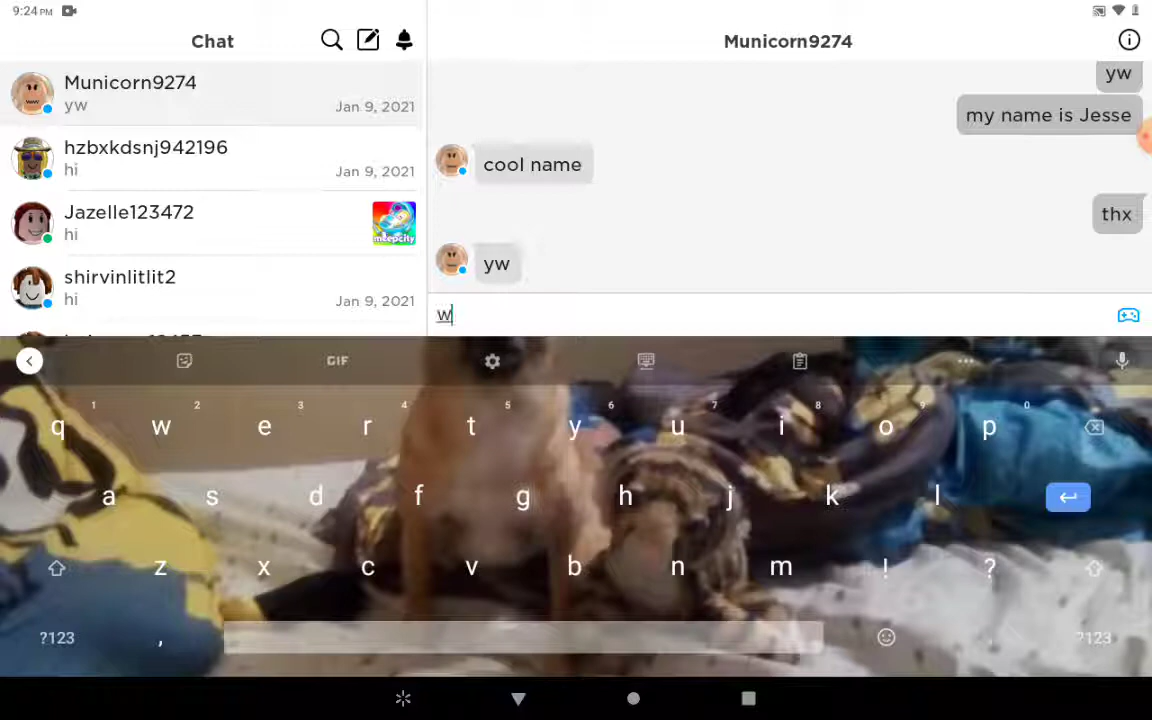 9:24 PM
Chat
Municorn9274
yw
Jan 9, 2021
hzbxkdsnj942196
hi
Jan 9, 2021
Jazelle123472
hi
meepcity
shirvinlitlit2
hi
Jan 9, 2021
Municorn9274
yw
my name is Jesse
cool name
thx
yw
w
GIF
1 2 3 4 5 6 7 8 9 0
q w e r t y u i o p
a s d f g h j k l
z x c v b n m ! ?
?123 , . ?123